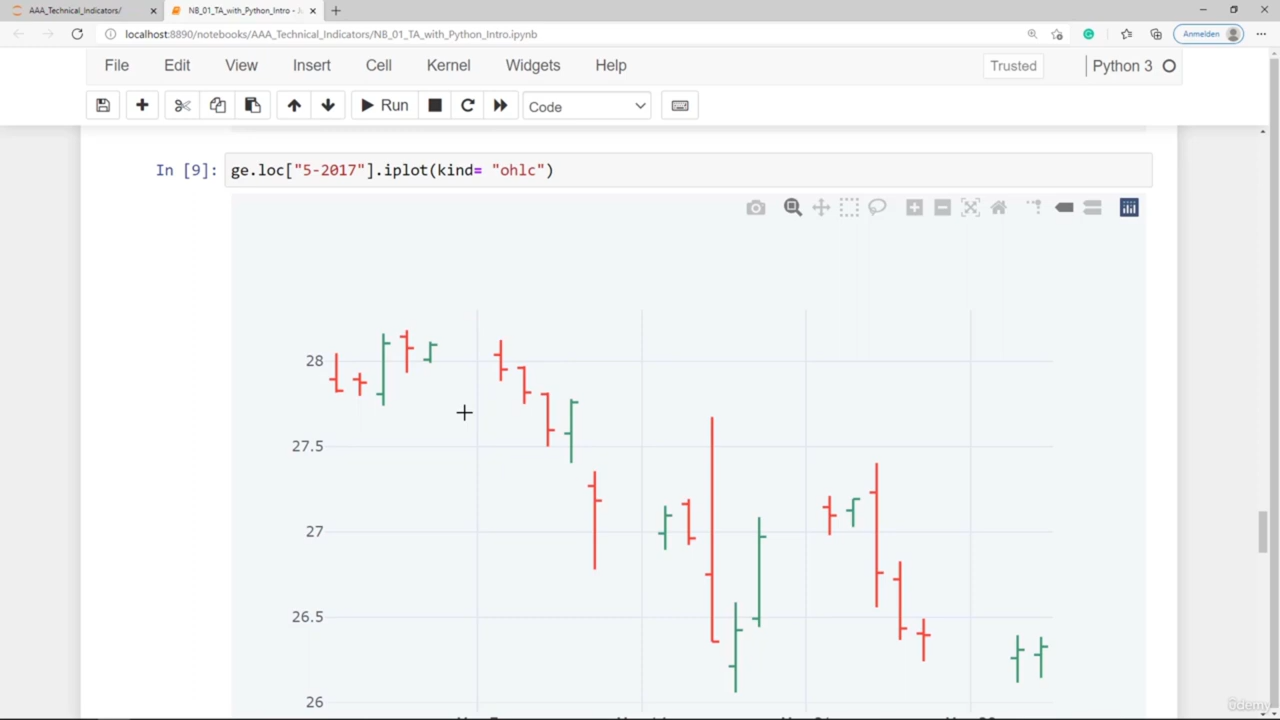 AAA_Technical_Indicators/
NB_01_TA_with_Python_Intro - J
localhost:8890/notebooks/AAA_Technical_Indicators/NB_01_TA_with_Python_Intro.ipynb
Anmelden
File Edit View Insert Cell Kernel Widgets Help
Trusted
Python 3
Run
Code
In [9]: ge.loc["5-2017"].iplot(kind= "ohlc")
28
27.5
27
26.5
26
ûdemy